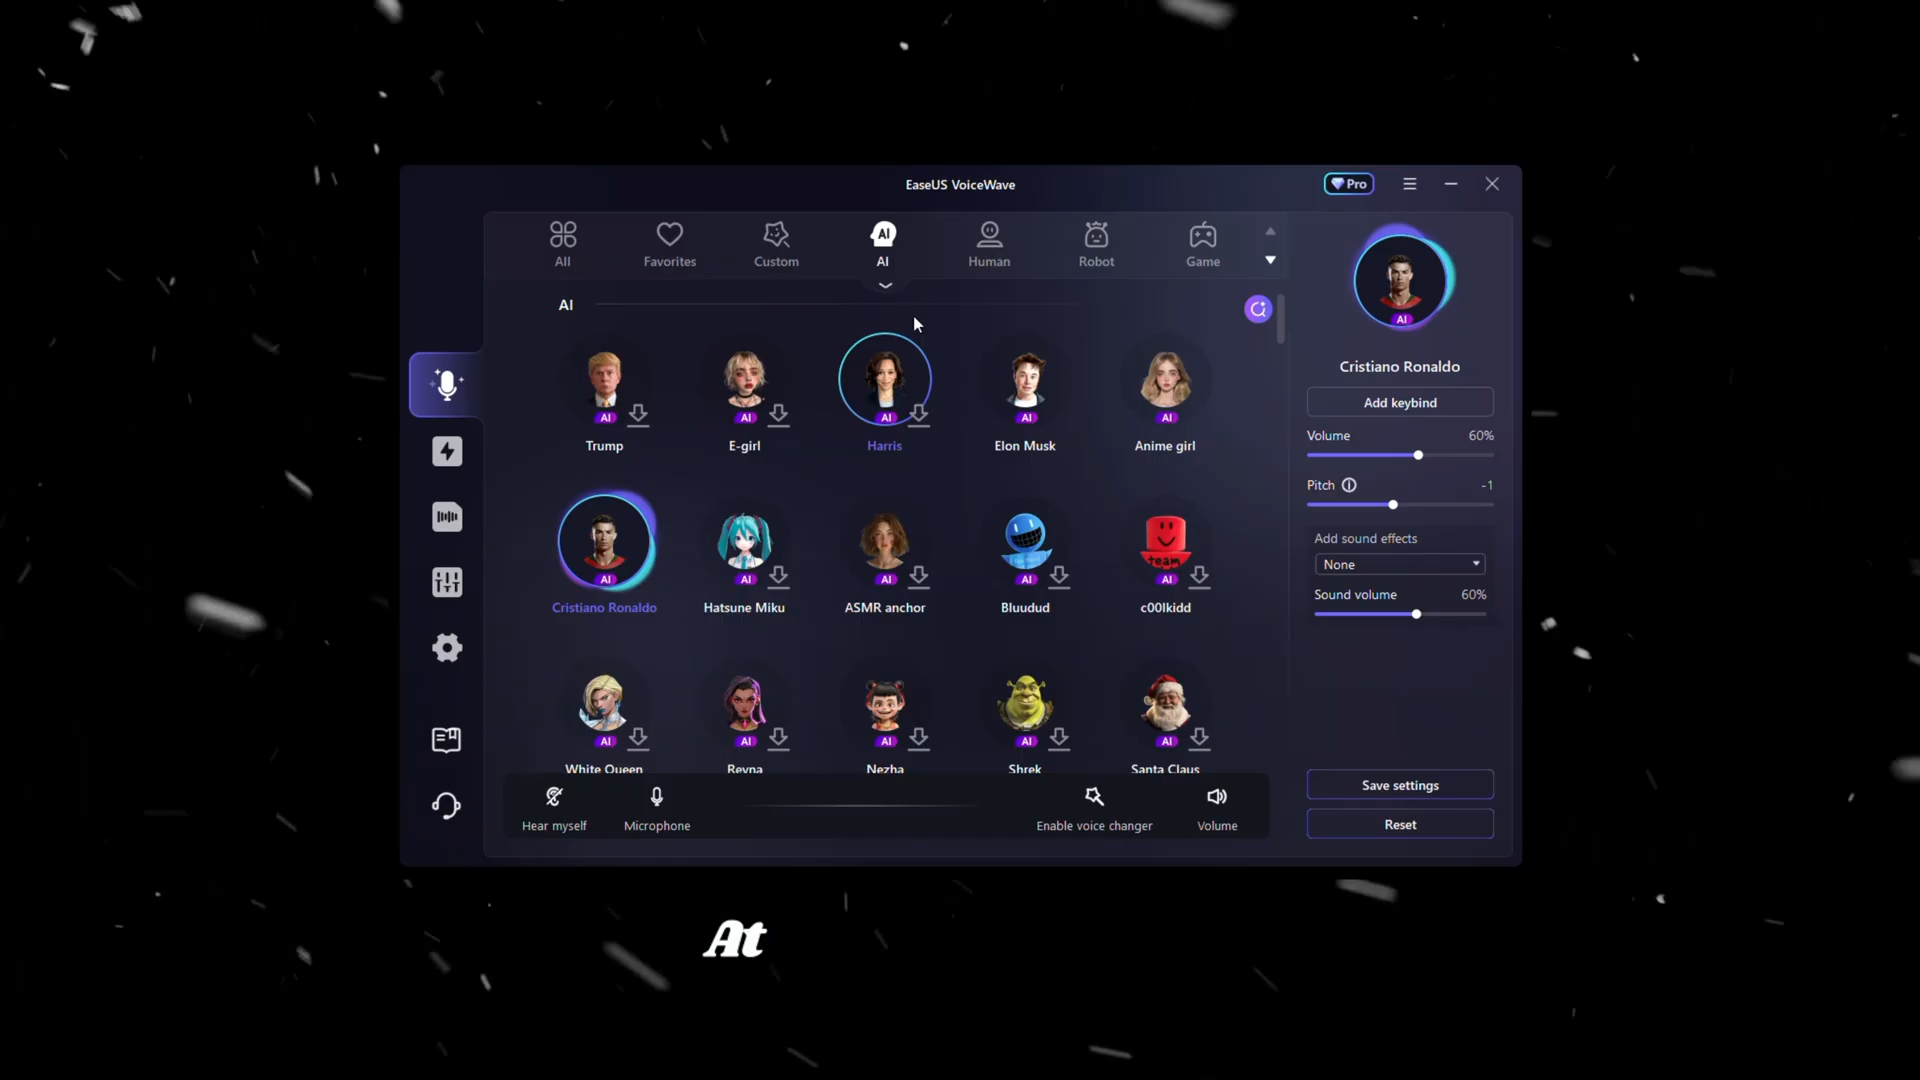 EaseUS VoiceWave
Pro
All
Favorites
Custom
AI
AI
Human
Robot
Game
AI
AI
Cristiano Ronaldo
Add keybind
Volume 60%
Pitch -1
Add sound effects
None
Sound volume 60%
AI AI AI AI AI
Trump E-girl Harris Elon Musk Anime girl
team
AI AI AI AI AI
Cristiano Ronaldo Hatsune Miku ASMR anchor Bluudud c00lkidd
AI AI AI AI AI
White Queen Reyna Nezha Shrek Santa Claus
Hear myself Microphone Enable voice changer Volume
Save settings
Reset
At